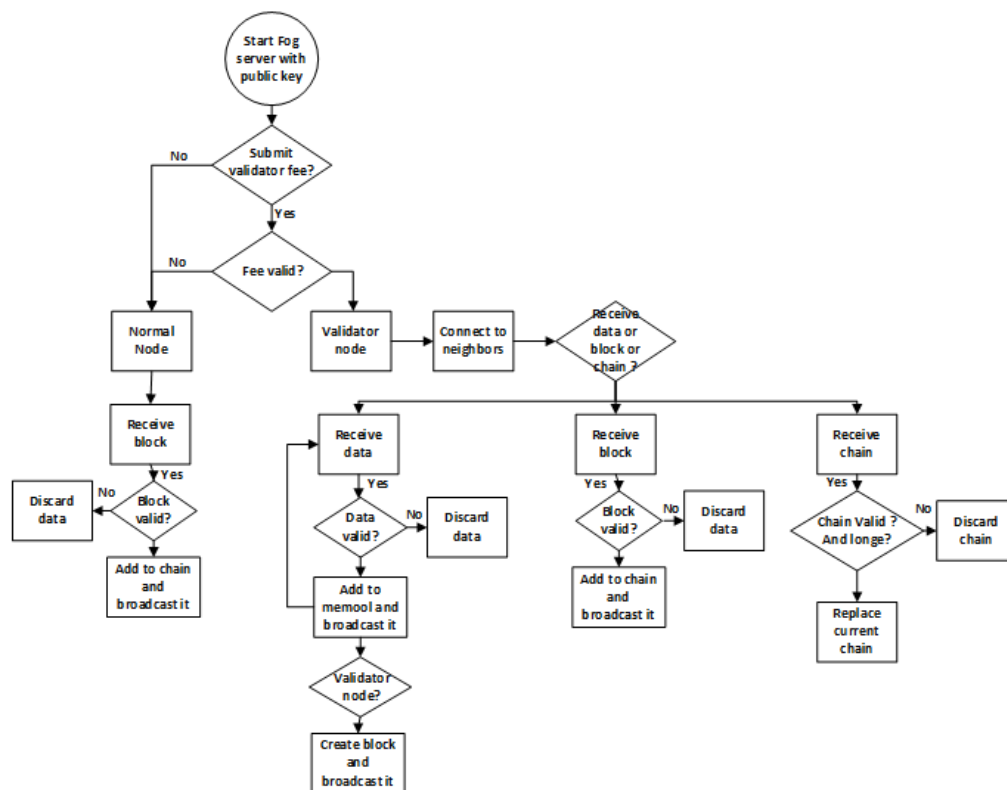 Start Fog
server with
public key
No
Submit
validator fee?
Yes
No
Fee valid?
Normal
Node
Validator
node
Connect to
neighbors
Receive
data or
block or
chain ?
Receive
block
Receive
data
Receive
block
Receive
chain
Yes
Yes
Yes
Yes
Discard
data
No
Block
valid?
Data
valid?
No
Discard
data
Block
valid?
No
Discard
data
Chain Valid ?
And longe?
No
Discard
chain
Add to chain
and
broadcast it
Add to
memool and
broadcast it
Add to chain
and
broadcast it
Replace
current
chain
Validator
node?
Create block
and
broadcast it